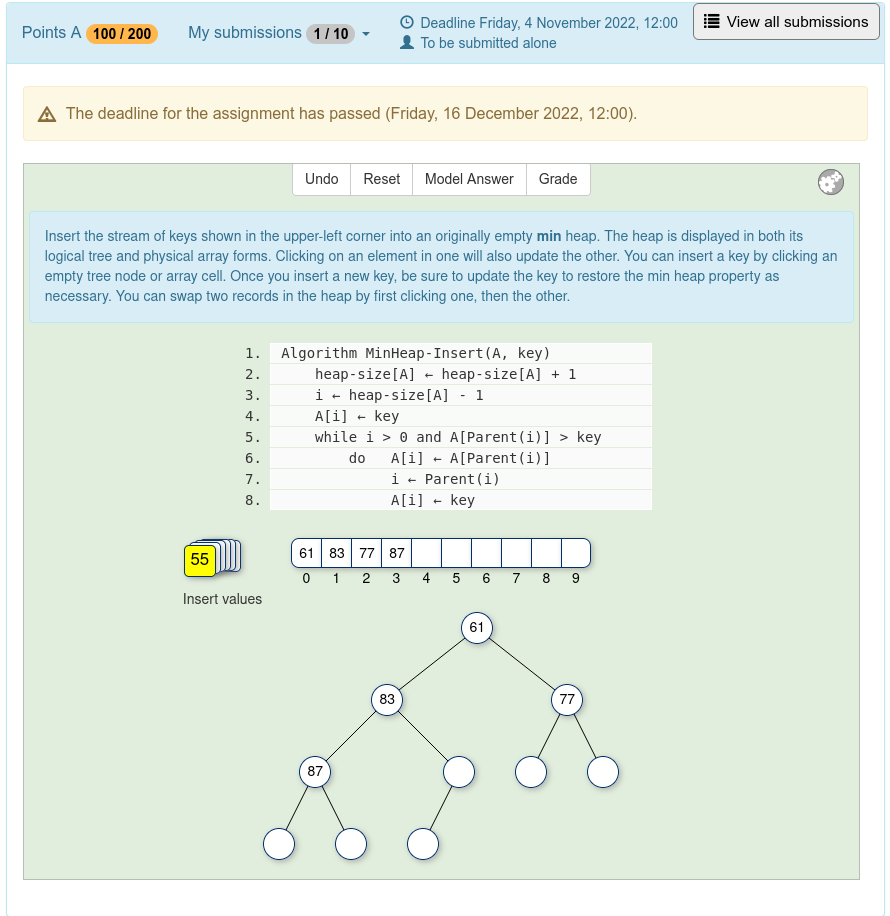 Points A 100 / 200 My submissions 1 / 10 Deadline Friday, 4 November 2022, 12:00 View all submissions
To be submitted alone
The deadline for the assignment has passed (Friday, 16 December 2022, 12:00).
Undo Reset Model Answer Grade
Insert the stream of keys shown in the upper-left corner into an originally empty min heap. The heap is displayed in both its
logical tree and physical array forms. Clicking on an element in one will also update the other. You can insert a key by clicking an
empty tree node or array cell. Once you insert a new key, be sure to update the key to restore the min heap property as
necessary. You can swap two records in the heap by first clicking one, then the other.
1. Algorithm MinHeap-Insert(A, key)
2. heap-size[A] ← heap-size[A] + 1
3. i ← heap-size[A] - 1
4. A[i] ← key
5. while i > 0 and A[Parent(i)] > key
6. do A[i] ← A[Parent(i)]
7. i ← Parent(i)
8. A[i] ← key
55 61 83 77 87
0 1 2 3 4 5 6 7 8 9
Insert values
61
83 77
87